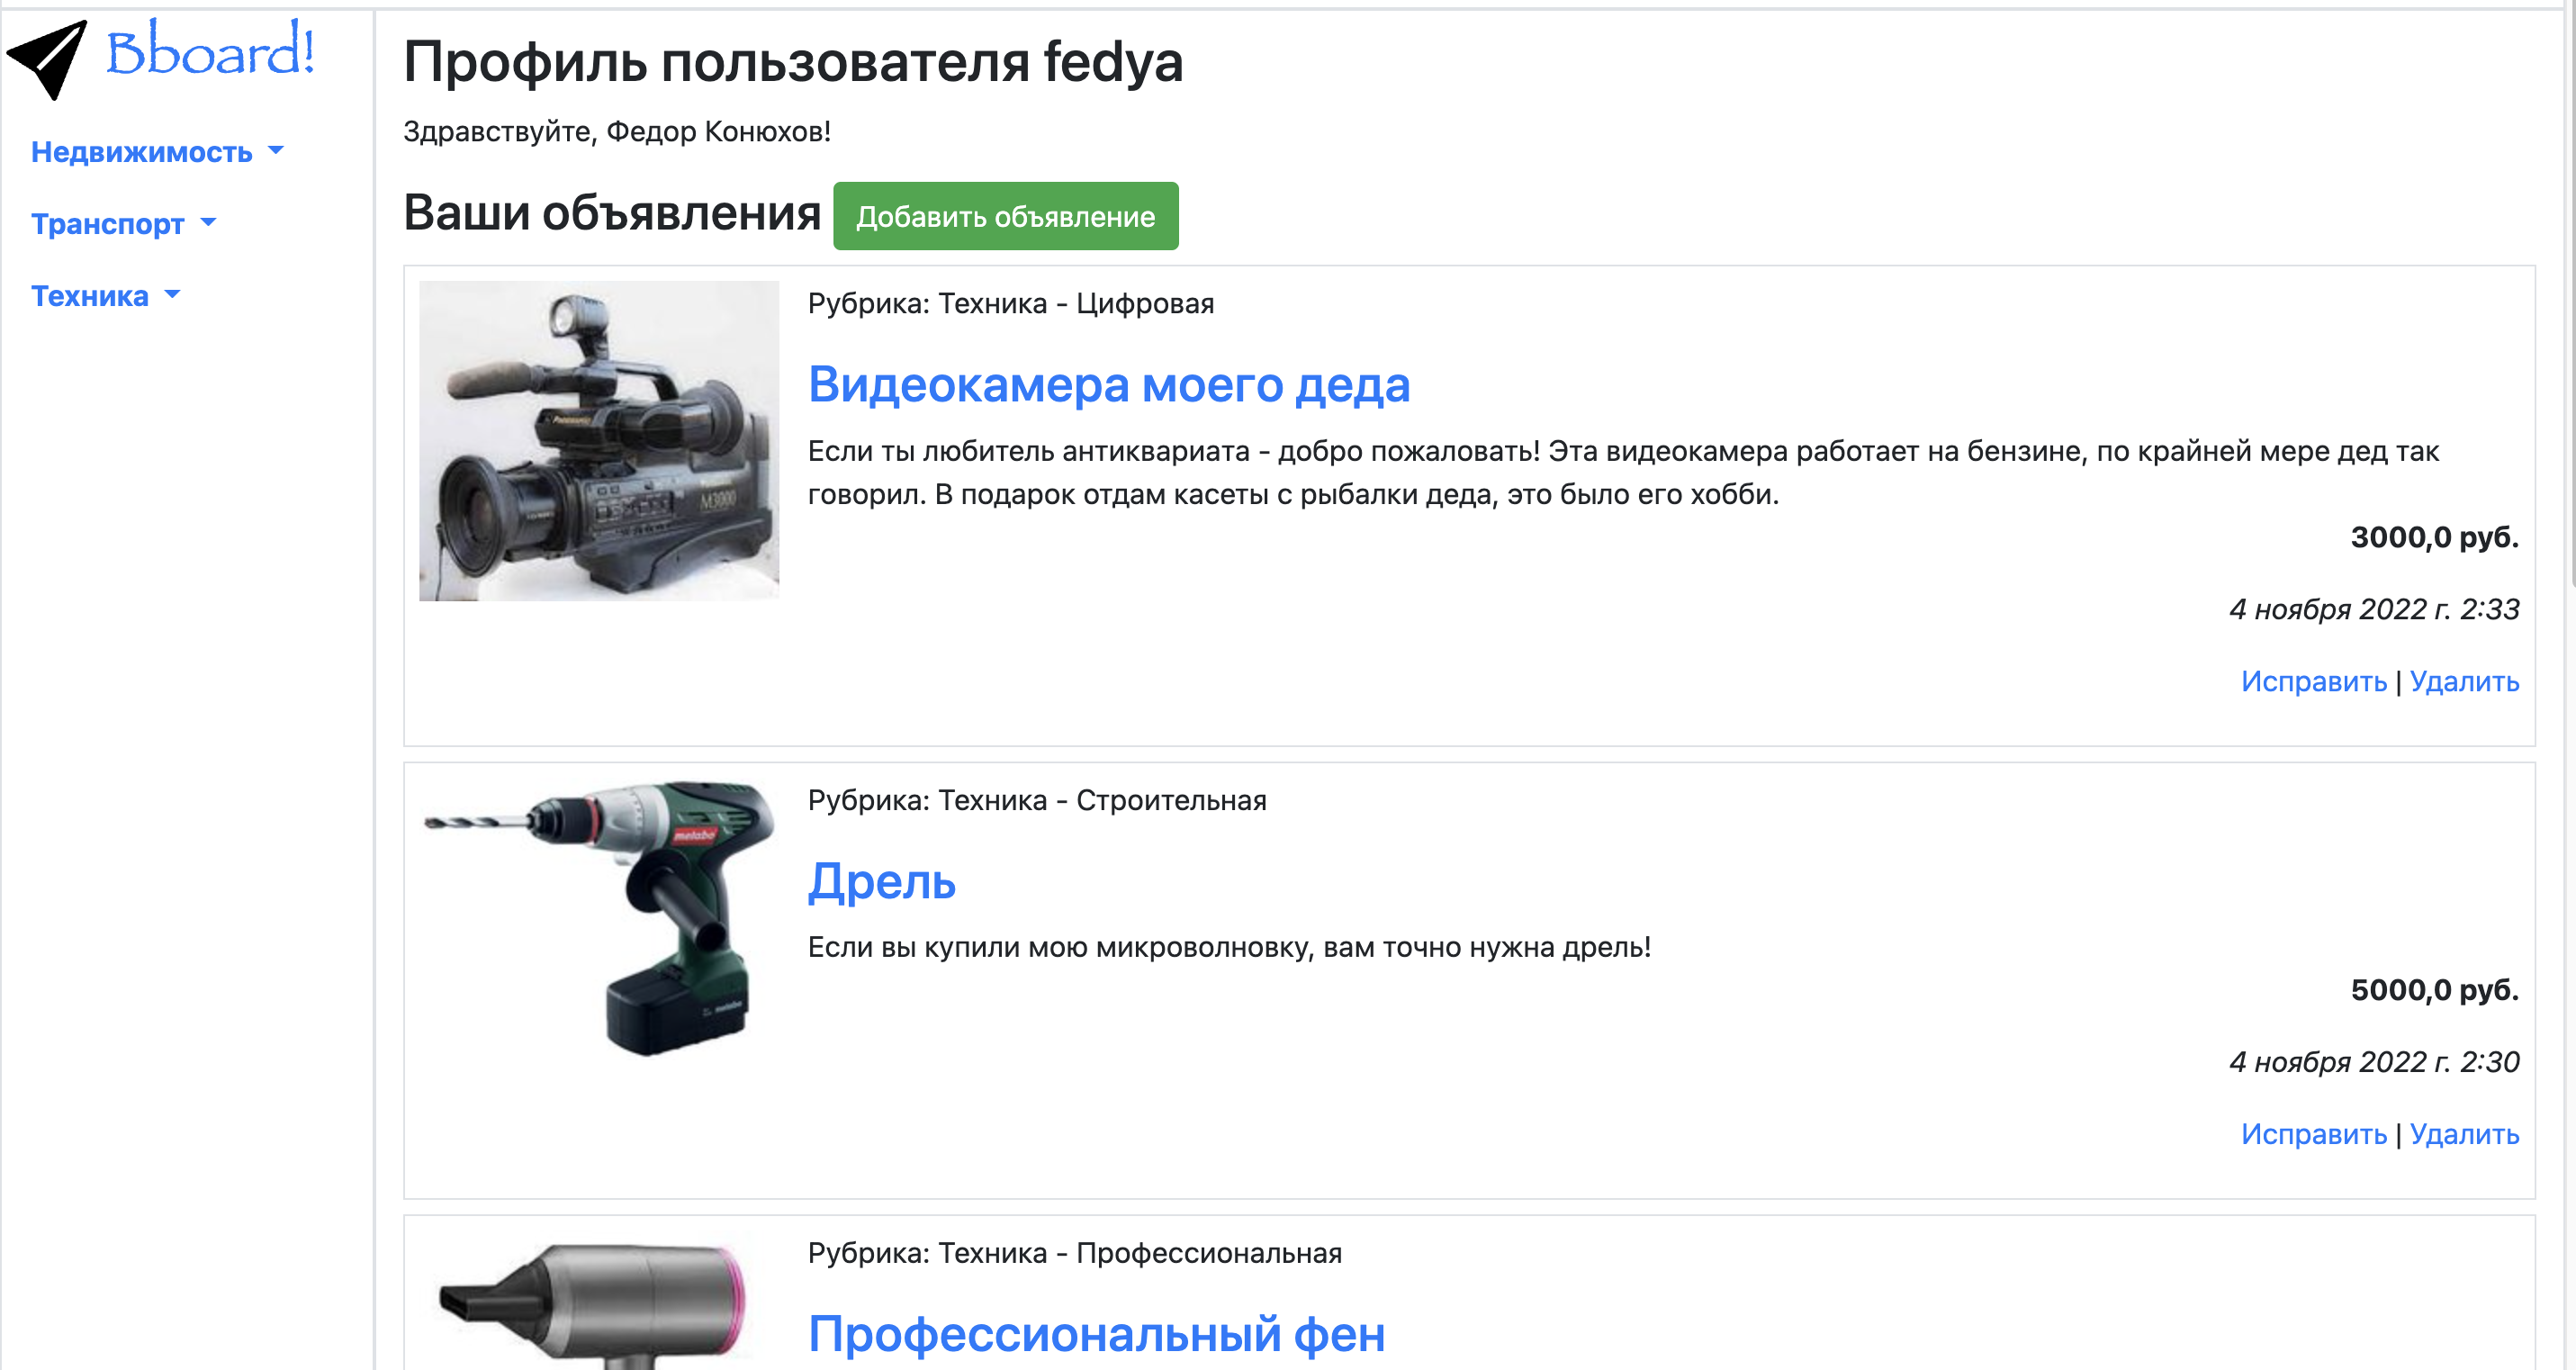 Bboard!
Недвижимость
Транспорт
Техника
Профиль пользователя fedya
Здравствуйте, Федор Конюхов!
Ваши объявления
Добавить объявление
Рубрика: Техника - Цифровая
Видеокамера моего деда
Если ты любитель антиквариата - добро пожаловать! Эта видеокамера работает на бензине, по крайней мере дед так
говорил. В подарок отдам касеты с рыбалки деда, это было его хобби.
3000,0 руб.
4 ноября 2022 г. 2:33
Исправить | Удалить
Panasonic
M3000
Рубрика: Техника - Строительная
Дрель
Если вы купили мою микроволновку, вам точно нужна дрель!
5000,0 руб.
4 ноября 2022 г. 2:30
Исправить | Удалить
metabo
metabo
Рубрика: Техника - Профессиональная
Профессиональный фен